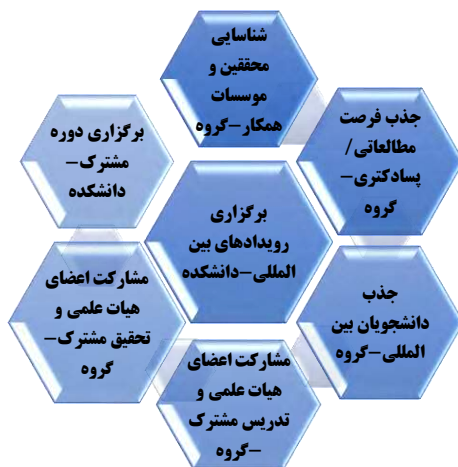 شناسایی
محققین و
موسسات
همکار–گروه
جذب فرصت
مطالعاتی/
پسادکتری–
گروه
برگزاری دوره
مشترک–
دانشکده
برگزاری
رویدادهای بین
المللی–دانشکده
جذب
دانشجویان بین
المللی–گروه
مشارکت اعضای
هیات علمی و
تحقیق مشترک–
گروه
مشارکت اعضای
هیات علمی و
تدریس مشترک
–گروه